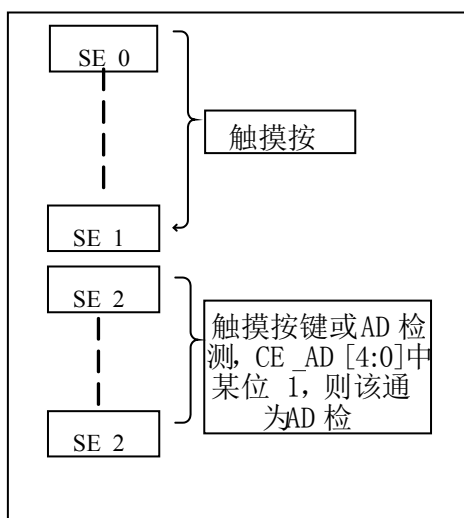 SE 0
触摸按
SE 1
SE 2
触摸按键或AD 检
测, CE _AD [4:0]中
某位 1, 则该通
为AD 检
SE 2